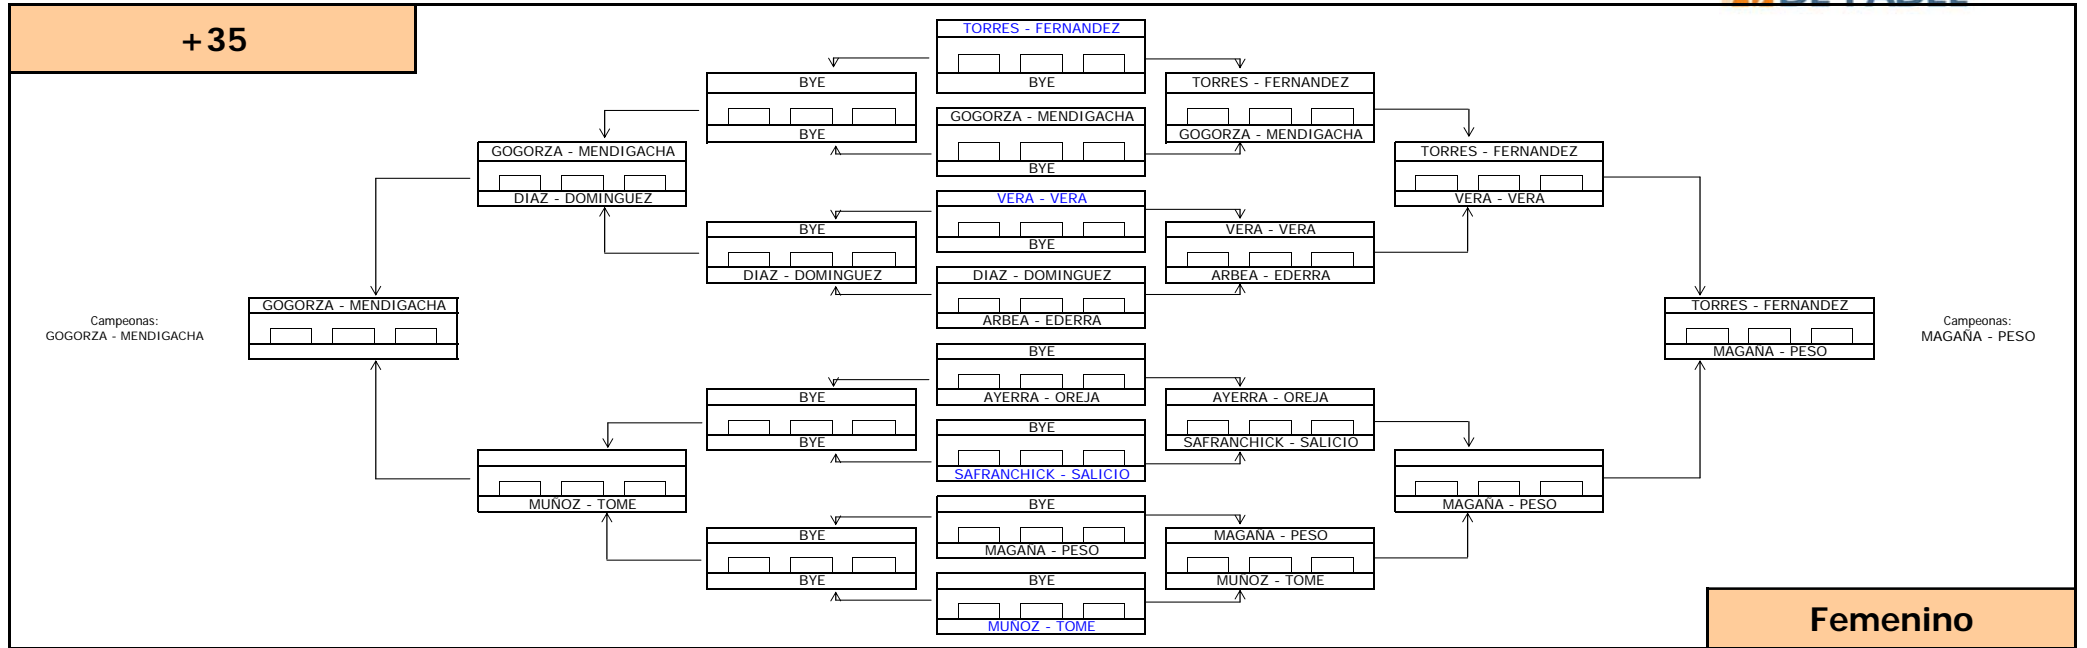 +35
TORRES - FERNANDEZ
BYE
BYE
BYE
TORRES - FERNANDEZ
GOGORZA - MENDIGACHA
GOGORZA - MENDIGACHA
BYE
GOGORZA - MENDIGACHA
DIAZ - DOMINGUEZ
TORRES - FERNANDEZ
VERA - VERA
VERA - VERA
BYE
BYE
DIAZ - DOMINGUEZ
VERA - VERA
ARBEA - EDERRA
DIAZ - DOMINGUEZ
ARBEA - EDERRA
Campeonas:
GOGORZA - MENDIGACHA
GOGORZA - MENDIGACHA
TORRES - FERNANDEZ
MAGAÑA - PESO
Campeonas:
MAGAÑA - PESO
BYE
AYERRA - OREJA
BYE
BYE
AYERRA - OREJA
SAFRANCHICK - SALICIO
BYE
SAFRANCHICK - SALICIO
MUÑOZ - TOME
MAGAÑA - PESO
BYE
MAGAÑA - PESO
BYE
BYE
MAGAÑA - PESO
MUÑOZ - TOME
BYE
MUÑOZ - TOME
Femenino